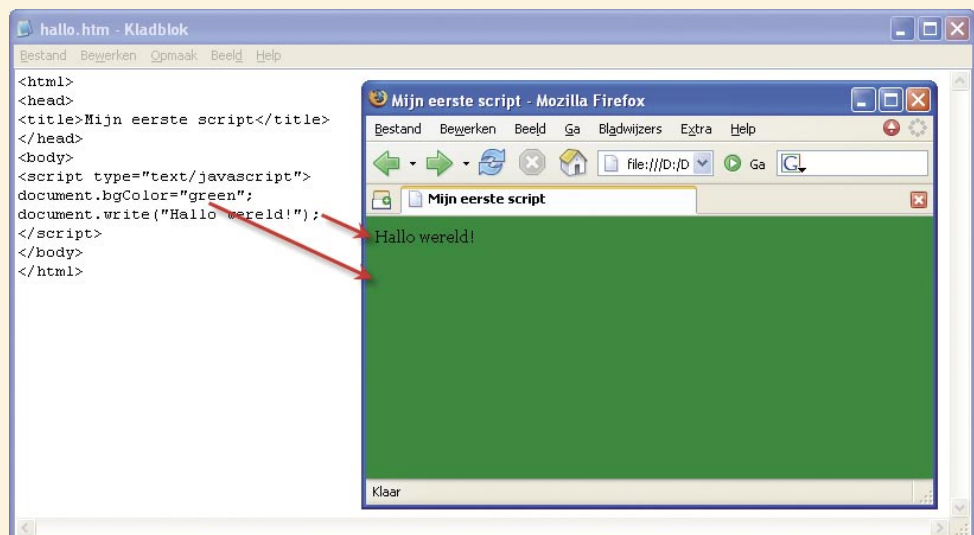 hallo.htm - Kladblok
Bestand Bewerken Opmaak Beeld Help
<html>
<head>
<title>Mijn eerste script</title>
</head>
<body>
<script type="text/javascript">
document.bgColor="green";
document.write("Hallo wereld!");
</script>
</body>
</html>
Mijn eerste script - Mozilla Firefox
Bestand Bewerken Beeld Ga Bladwijzers Extra Help
file:///D:/D Ga G
Mijn eerste script
Hallo wereld!
Klaar